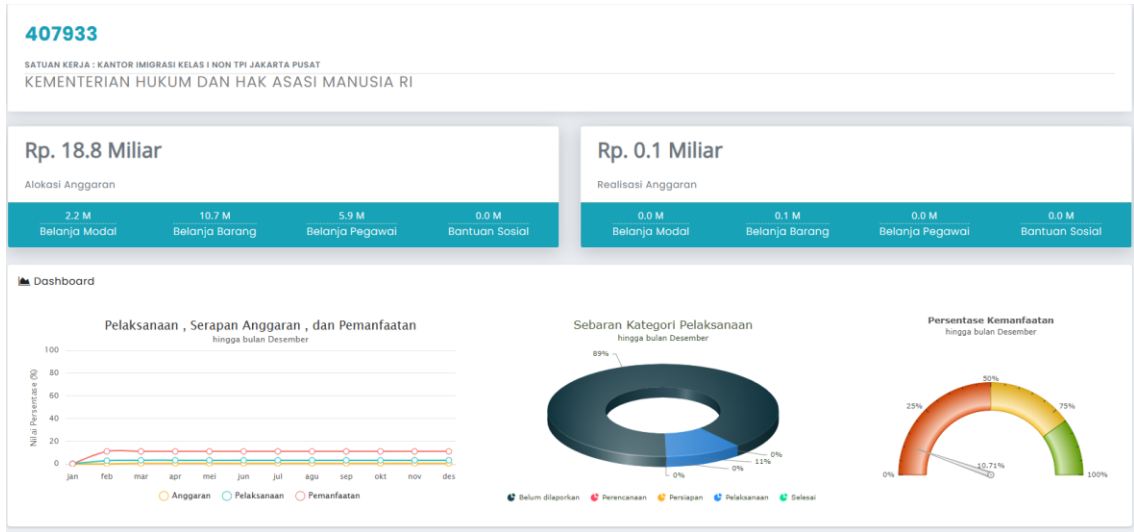 407933
SATUAN KERJA : KANTOR IMIGRASI KELAS I NON TPI JAKARTA PUSAT
KEMENTERIAN HUKUM DAN HAK ASASI MANUSIA RI
Rp. 18.8 Miliar
Alokasi Anggaran
2.2 M 10.7 M 5.9 M 0.0 M
Belanja Modal Belanja Barang Belanja Pegawai Bantuan Sosial
Rp. 0.1 Miliar
Realisasi Anggaran
0.0 M 0.1 M 0.0 M 0.0 M
Belanja Modal Belanja Barang Belanja Pegawai Bantuan Sosial
Dashboard
Pelaksanaan , Serapan Anggaran , dan Pemanfaatan
hingga bulan Desember
Nilai Persentase (%)
100
80
60
40
20
0
jan feb mar apr mei jun jul agu sep okt nov des
Anggaran Pelaksanaan Pemanfaatan
Sebaran Kategori Pelaksanaan
hingga bulan Desember
89%
0%
11%
0%
0%
Belum dilaporkan Perencanaan Persiapan Pelaksanaan Selesai
Persentase Kemanfaatan
hingga bulan Desember
50%
25% 75%
10.71%
0% 100%